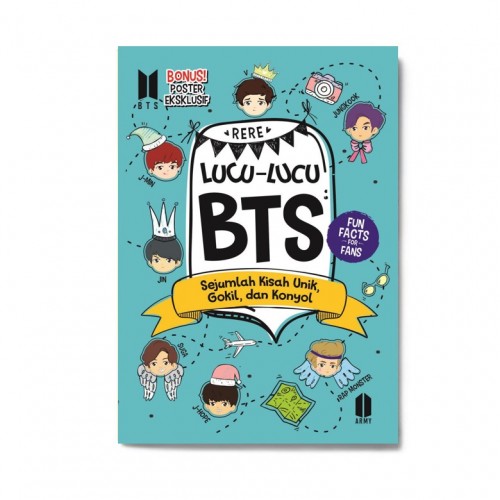 BTS
BONUS!
POSTER
EKSKLUSIF
JUNGKOOK
RERE
J-MIN
LUCU-LUCU
BTS
FUN
FACTS
FOR
FANS
JIN
Sejumlah Kisah Unik,
Gokil, dan Konyol
SUGA
J-HOPE
RAP MONSTER
ARMY